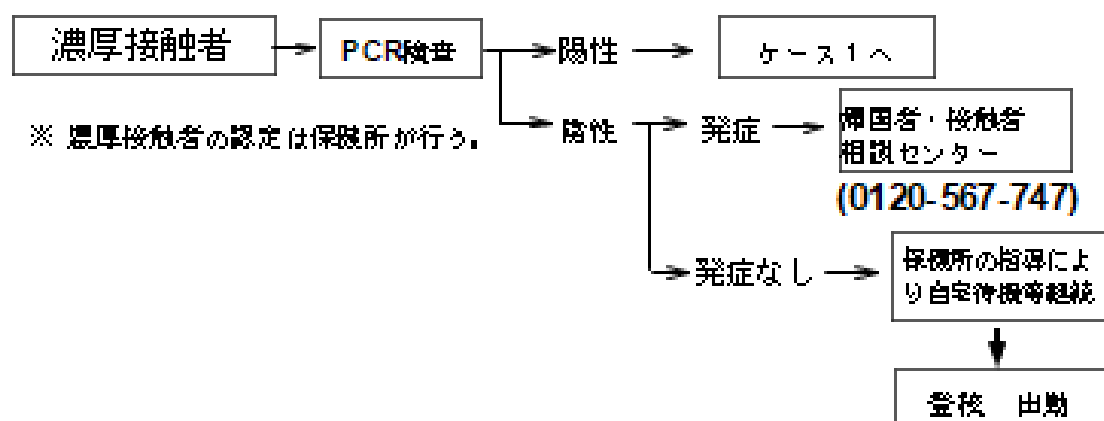 濃厚接触者
PCR検査
陽性
ケース1へ
※ 濃厚接触者の認定は保健所が行う。
陰性
発症
帰国者・接触者
相談センター
(0120-567-747)
発症なし
保健所の指導によ
り自宅待機等継続
登校 出勤